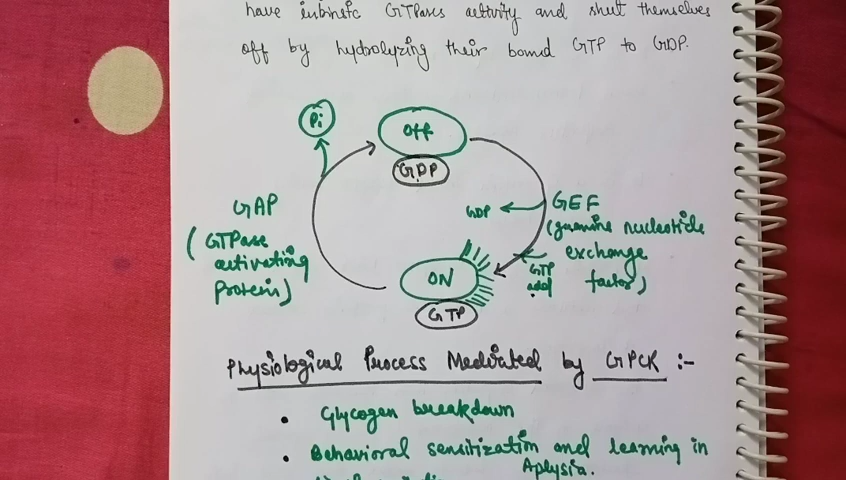 have intrinsic GTPases activity and shut themselves
off by hydrolyzing their bound GTP to GDP.
Pi
Off
GDP
GAP
(GTPase
activating
protein)
GDP
GEF
(guanine nucleotide
exchange
factor)
GTP
add
ON
GTP
Physiological Process Mediated by GPCR :-
• Glycogen breakdown
• Behavioral sensitization and learning in
Aplysia.